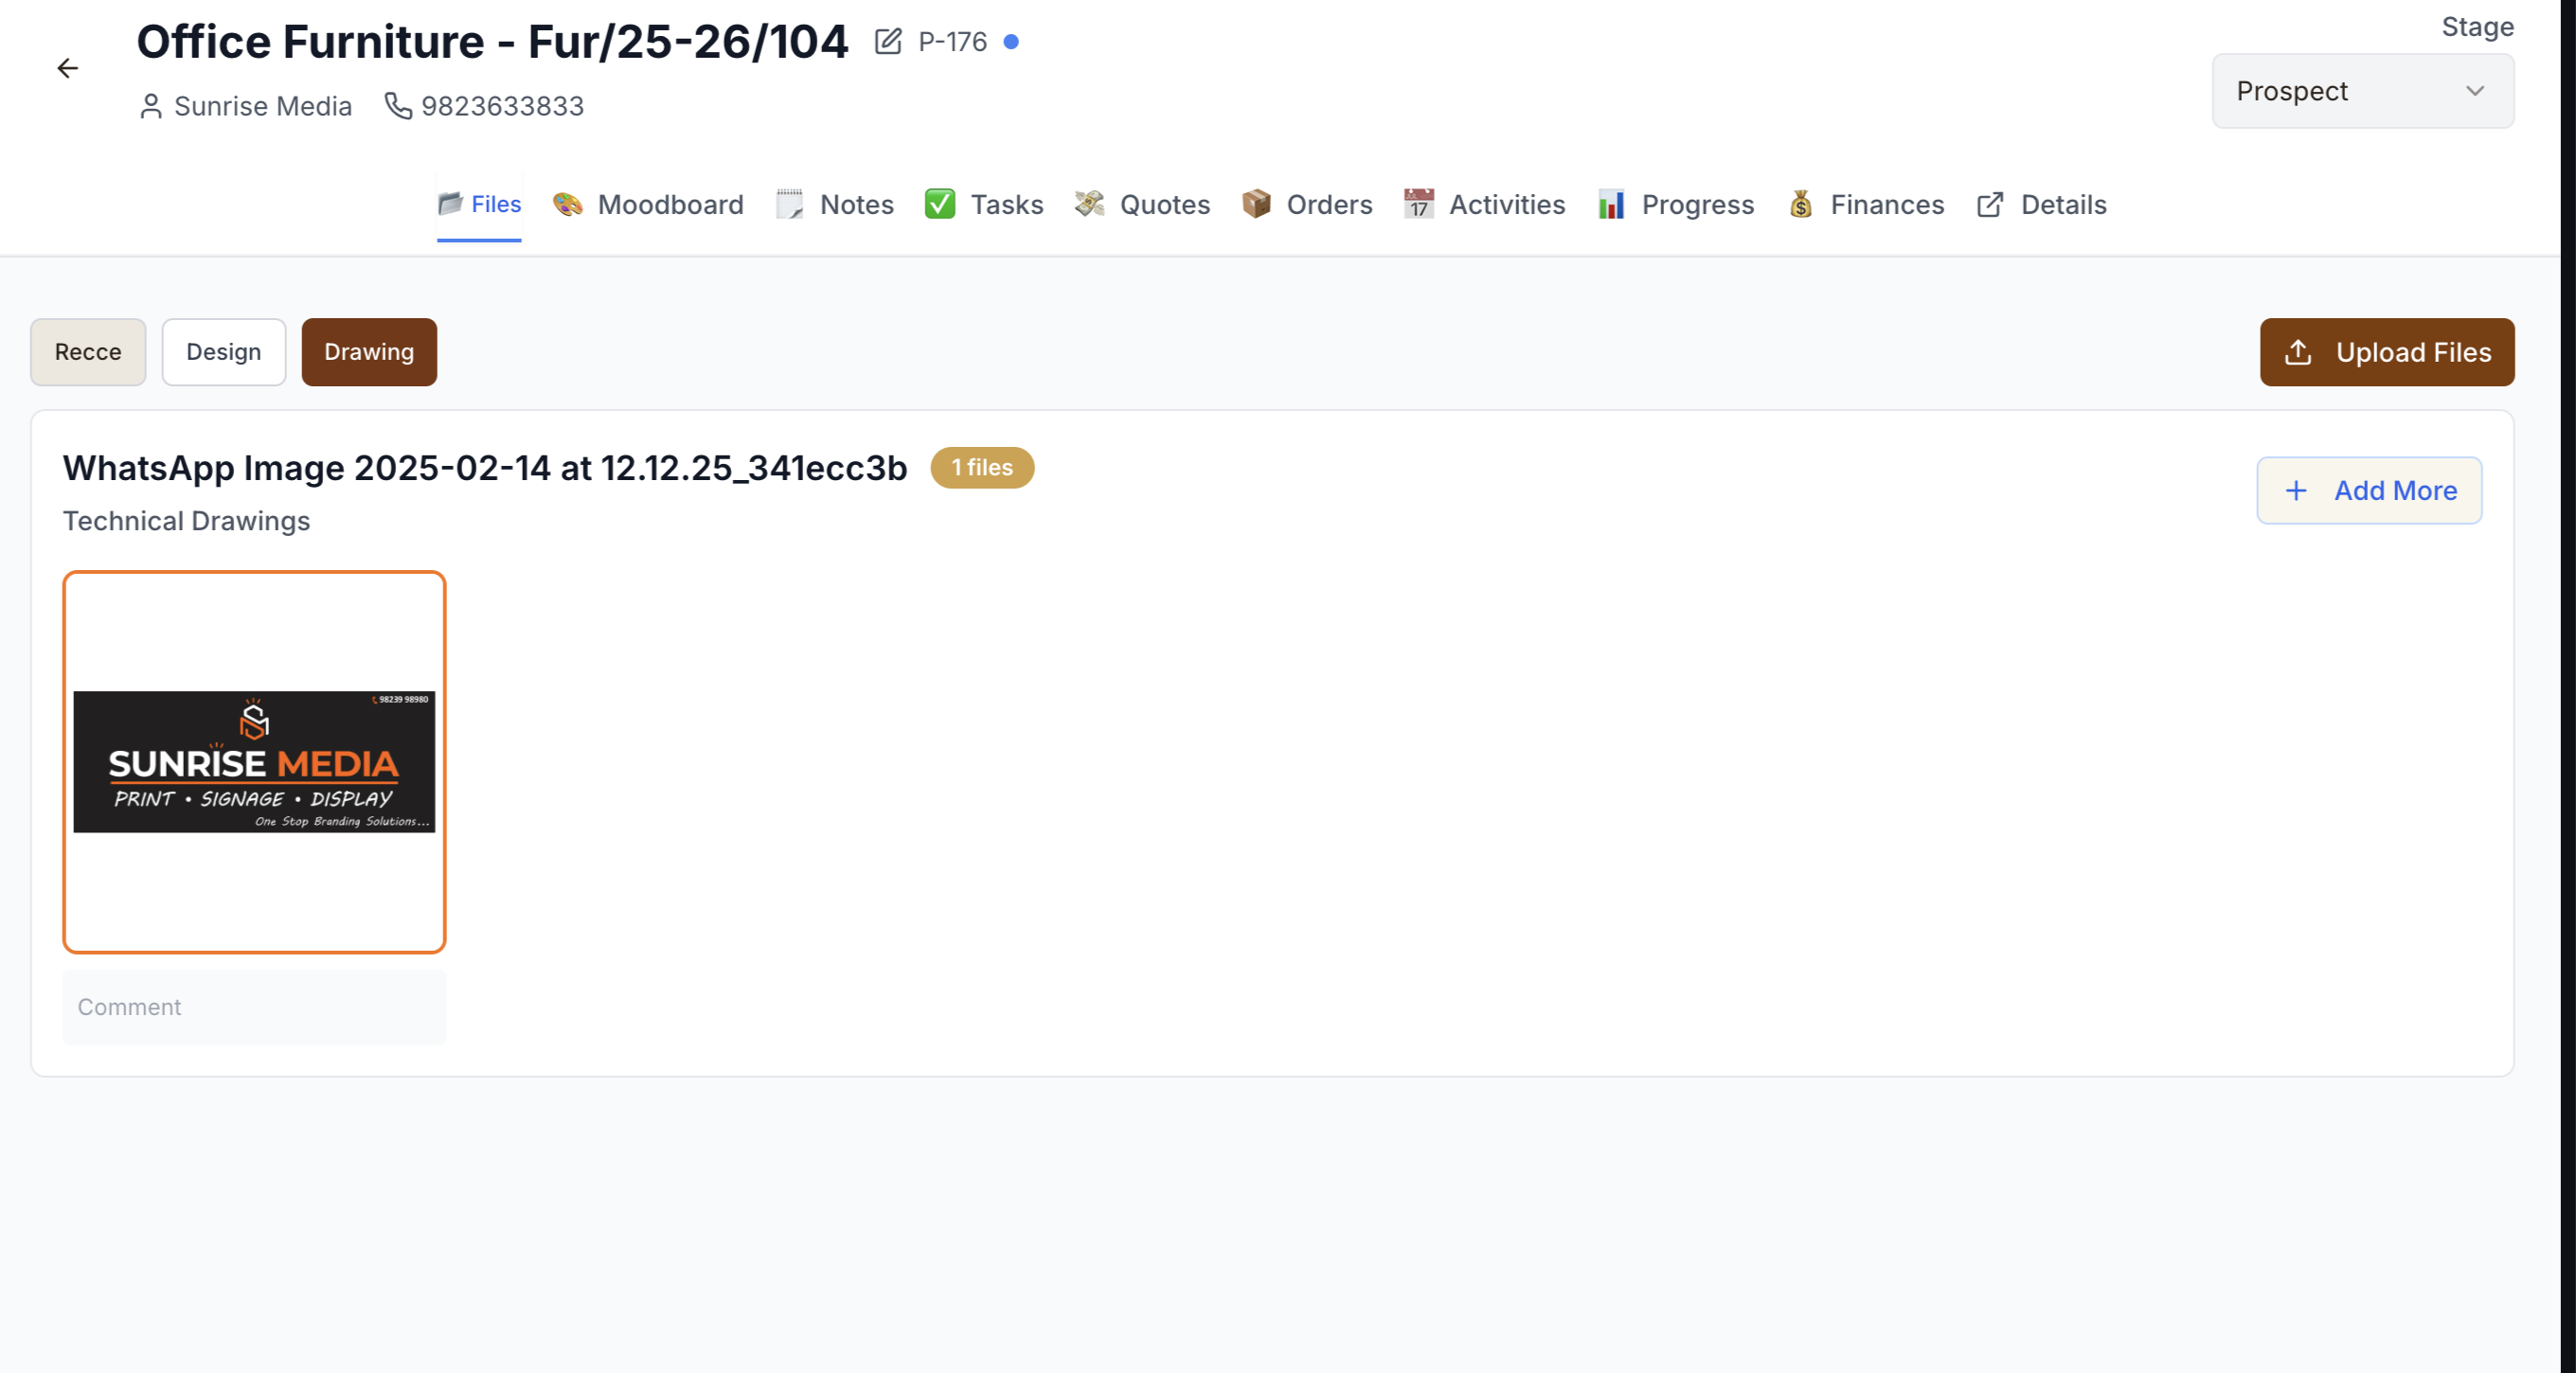 Office Furniture - Fur/25-26/104 P-176
Stage
Sunrise Media 9823633833
Prospect
Files Moodboard Notes Tasks Quotes 17 Orders Activities Progress Finances Details
Recce Design Drawing Upload Files
WhatsApp Image 2025-02-14 at 12.12.25_341ecc3b 1 files
Technical Drawings
Add More
98239 98980
SUNRISE MEDIA
PRINT • SIGNAGE • DISPLAY
One Stop Branding Solutions...
Comment